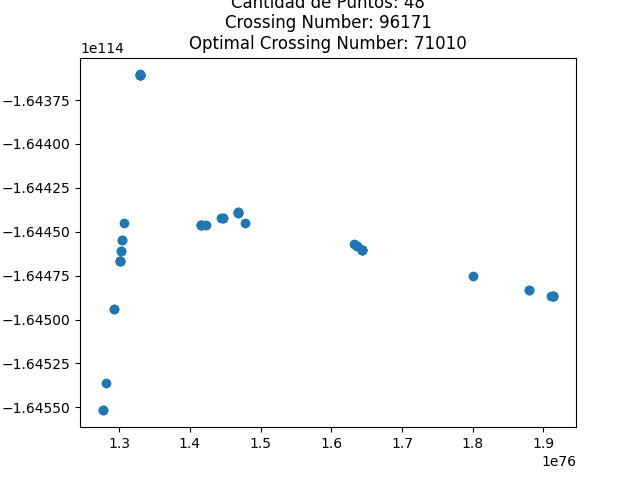 Cantidad de Puntos: 48
Crossing Number: 96171
Optimal Crossing Number: 71010
1e114
−1.64375
−1.64400
−1.64425
−1.64450
−1.64475
−1.64500
−1.64525
−1.64550
1.3 1.4 1.5 1.6 1.7 1.8 1.9
1e76